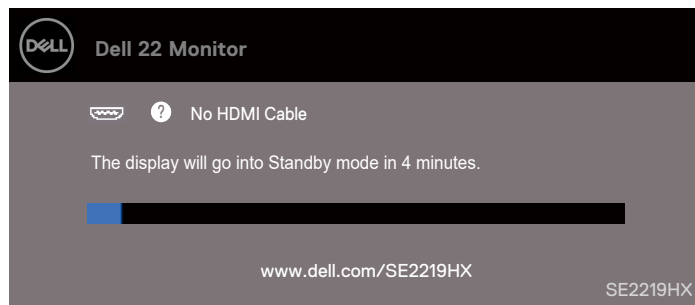 DELL
Dell 22 Monitor
? No HDMI Cable
The display will go into Standby mode in 4 minutes.
www.dell.com/SE2219HX
SE2219HX